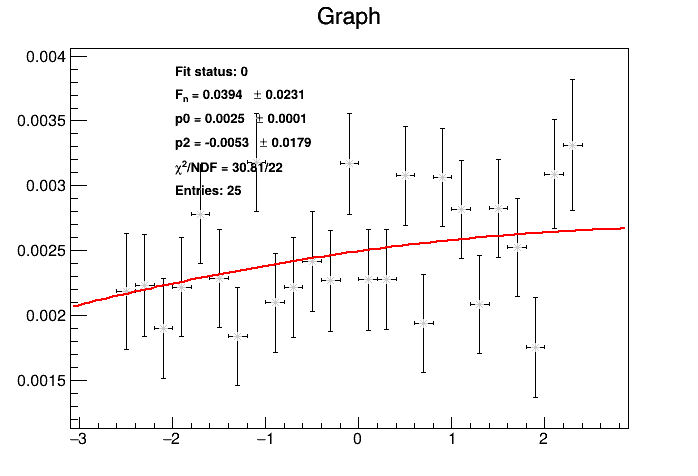 Graph
0.004
0.0035
0.003
0.0025
0.002
0.0015
Fit status: 0
Fn = 0.0394 ± 0.0231
p0 = 0.0025 ± 0.0001
p2 = -0.0053 ± 0.0179
χ²/NDF = 30.81/22
Entries: 25
−3 −2 −1 0 1 2